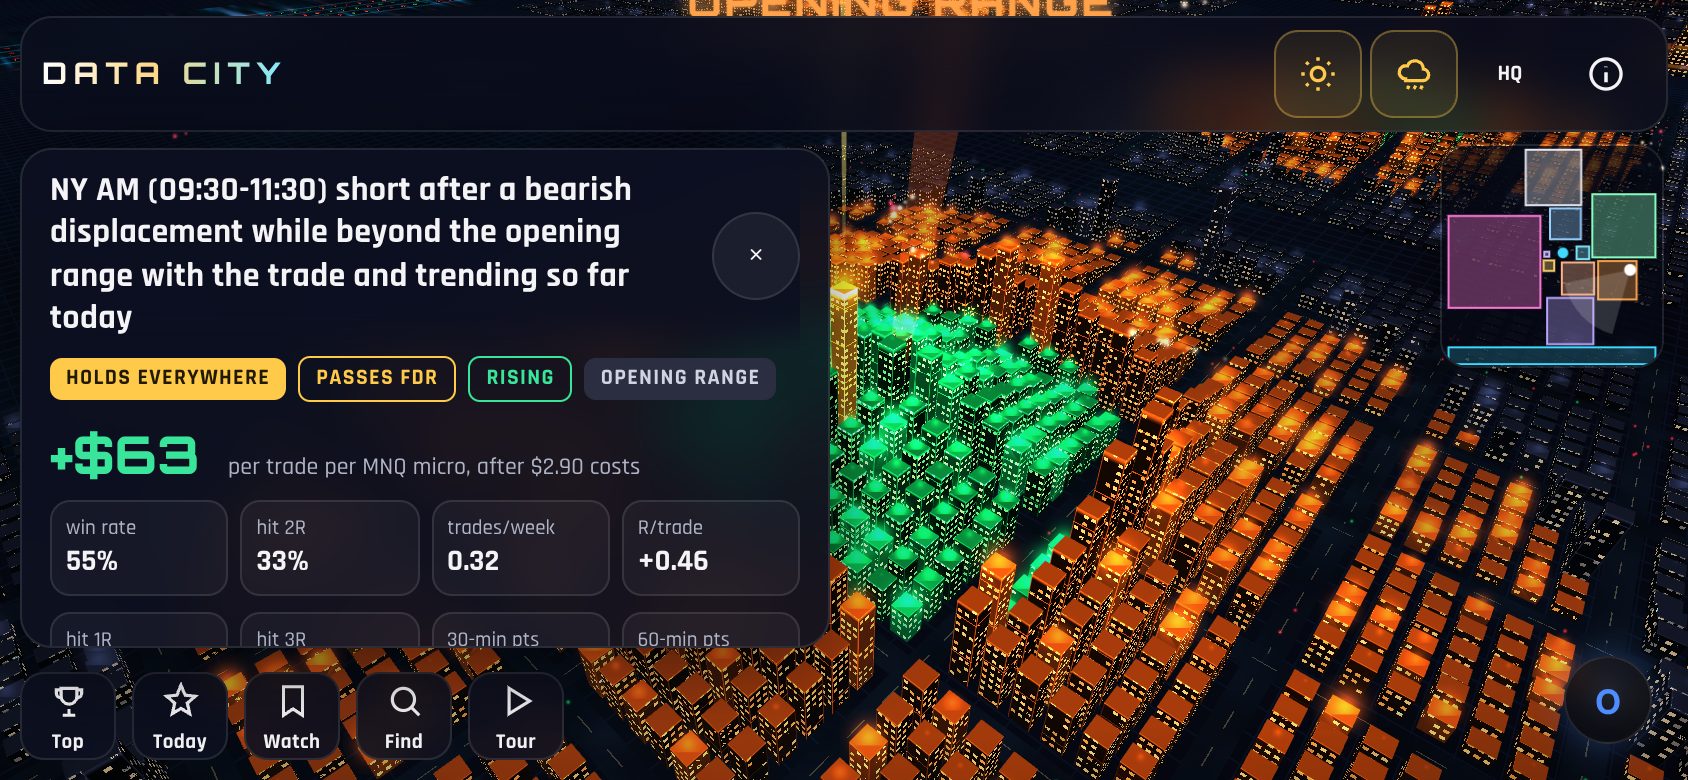 OPENING RANGE
DATA CITY
HQ
NY AM (09:30-11:30) short after a bearish
displacement while beyond the opening
range with the trade and trending so far
today
×
HOLDS EVERYWHERE
PASSES FDR
RISING
OPENING RANGE
+$63
per trade per MNQ micro, after $2.90 costs
win rate
55%
hit 2R
33%
trades/week
0.32
R/trade
+0.46
hit 1R
hit 3R
30-min pts
60-min pts
Top
Today
Watch
Find
Tour
O